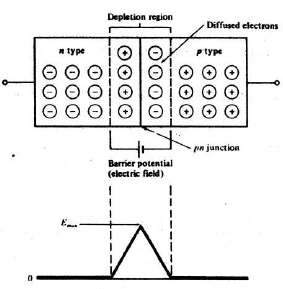 Depletion region
Diffused electrons
n type
p type
pn junction
Barrier potential
(electric field)
E max
0